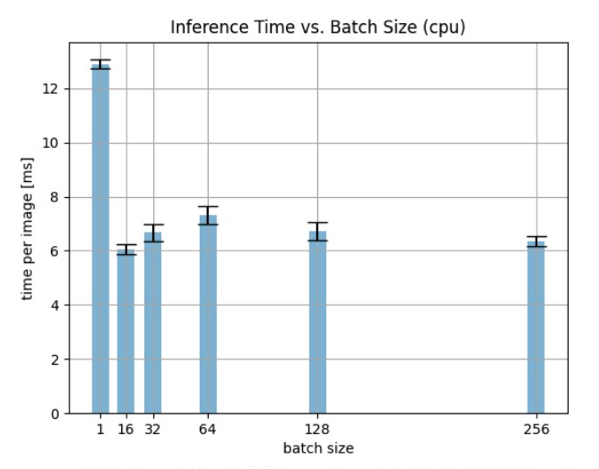 Inference Time vs. Batch Size (cpu)
time per image [ms]
12
10
8
6
4
2
0
1 16 32 64 128 256
batch size